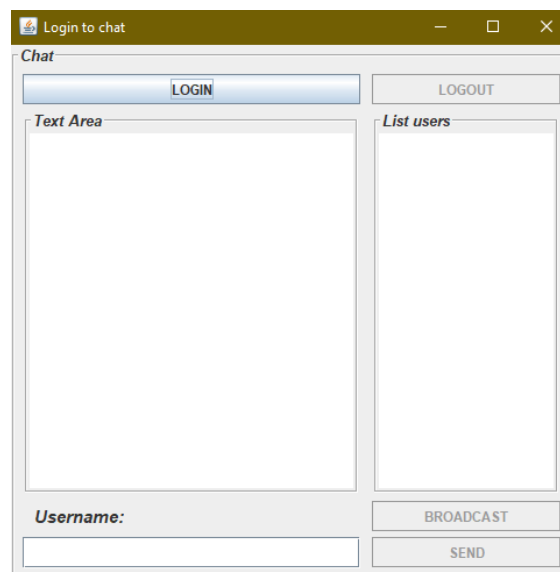 Login to chat
Chat
LOGIN
LOGOUT
Text Area
List users
Username:
BROADCAST
SEND